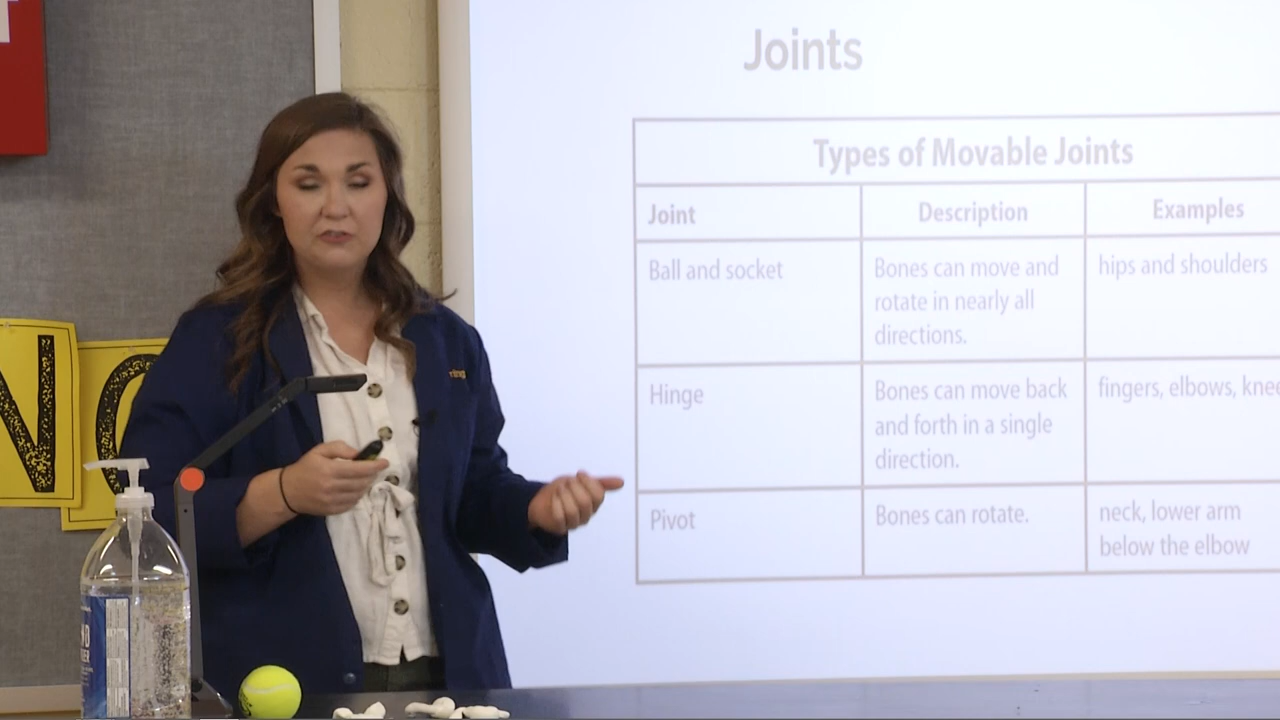 Joints
Types of Movable Joints
Joint
Description
Examples
Ball and socket
Bones can move and
rotate in nearly all
directions.
hips and shoulders
Hinge
Bones can move back
and forth in a single
direction.
fingers, elbows, knee
Pivot
Bones can rotate.
neck, lower arm
below the elbow
NO